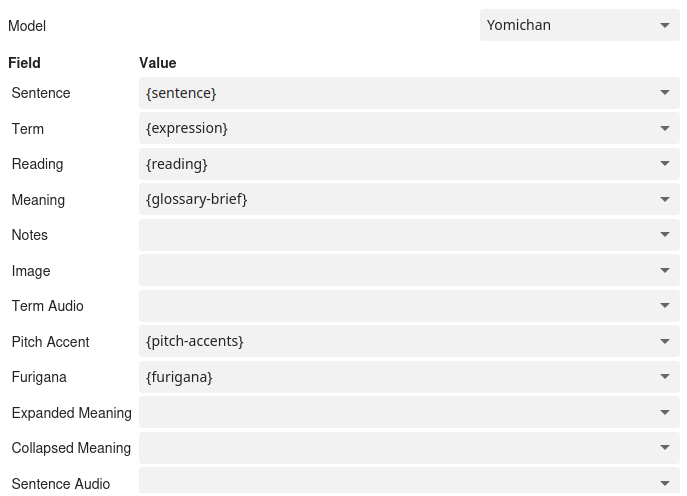 Model Yomichan
Field Value
Sentence {sentence}
Term {expression}
Reading {reading}
Meaning {glossary-brief}
Notes
Image
Term Audio
Pitch Accent {pitch-accents}
Furigana {furigana}
Expanded Meaning
Collapsed Meaning
Sentence Audio